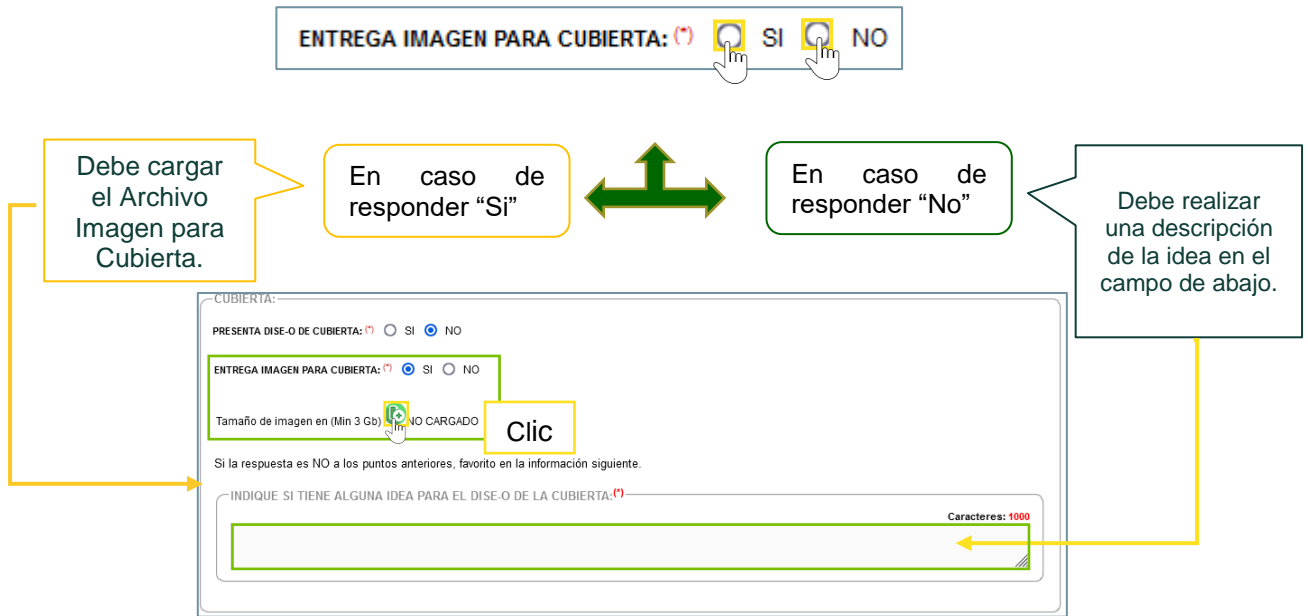 ENTREGA IMAGEN PARA CUBIERTA: (*) SI NO
Debe cargar
el Archivo
Imagen para
Cubierta.
En caso de
responder “Si”
En caso de
responder “No”
Debe realizar
una descripción
de la idea en el
campo de abajo.
CUBIERTA:
PRESENTA DISE-O DE CUBIERTA: (*) SI NO
ENTREGA IMAGEN PARA CUBIERTA: (*) SI NO
Tamaño de imagen en (Min 3 Gb) NO CARGADO
Clic
Si la respuesta es NO a los puntos anteriores, favorito en la información siguiente.
INDIQUE SI TIENE ALGUNA IDEA PARA EL DISE-O DE LA CUBIERTA:(*)
Caracteres: 1000